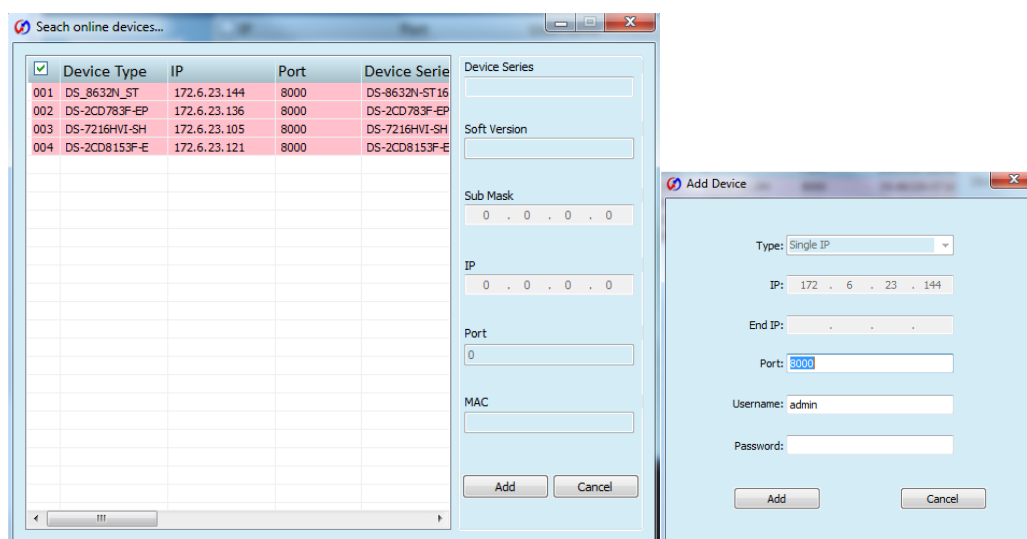 Seach online devices...
Device Type IP Port Device Serie
001 DS_8632N_ST 172.6.23.144 8000 DS-8632N-ST16
002 DS-2CD783F-EP 172.6.23.136 8000 DS-2CD783F-EP
003 DS-7216HVI-SH 172.6.23.105 8000 DS-7216HVI-SH
004 DS-2CD8153F-E 172.6.23.121 8000 DS-2CD8153F-E
Device Series
Soft Version
Sub Mask
0 . 0 . 0 . 0
IP
0 . 0 . 0 . 0
Port
0
MAC
Add Cancel
Add Device
Type: Single IP
IP: 172 . 6 . 23 . 144
End IP: . . .
Port: 8000
Username: admin
Password:
Add Cancel